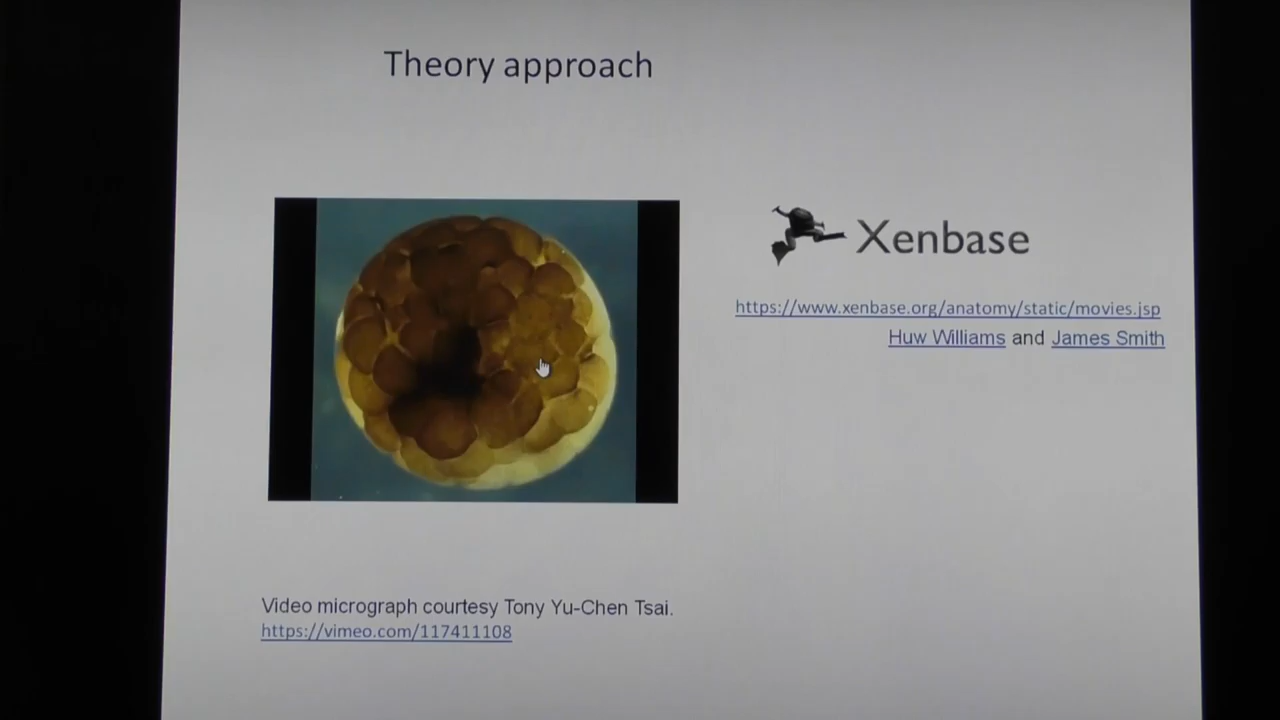 Theory approach
Xenbase
https://www.xenbase.org/anatomy/static/movies.jsp
Huw Williams and James Smith
Video micrograph courtesy Tony Yu-Chen Tsai.
https://vimeo.com/117411108